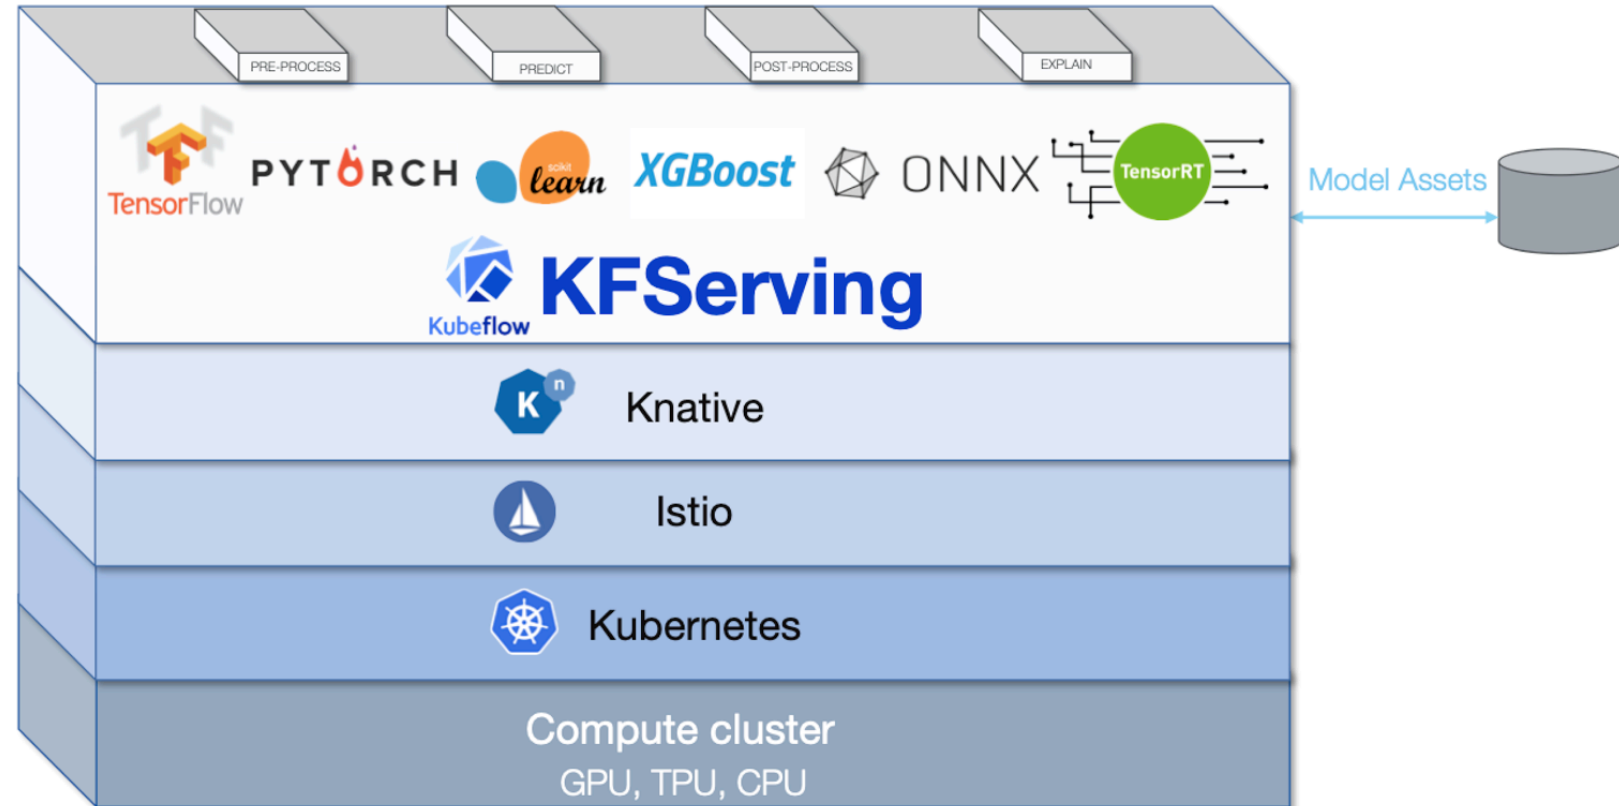 PRE-PROCESS
PREDICT
POST-PROCESS
EXPLAIN
TFF
TensorFlow
PYTORCH
scikit
learn
XGBoost
ONNX
TensorRT
Model Assets
Kubeflow
KFServing
K
n
Knative
Istio
Kubernetes
Compute cluster
GPU, TPU, CPU